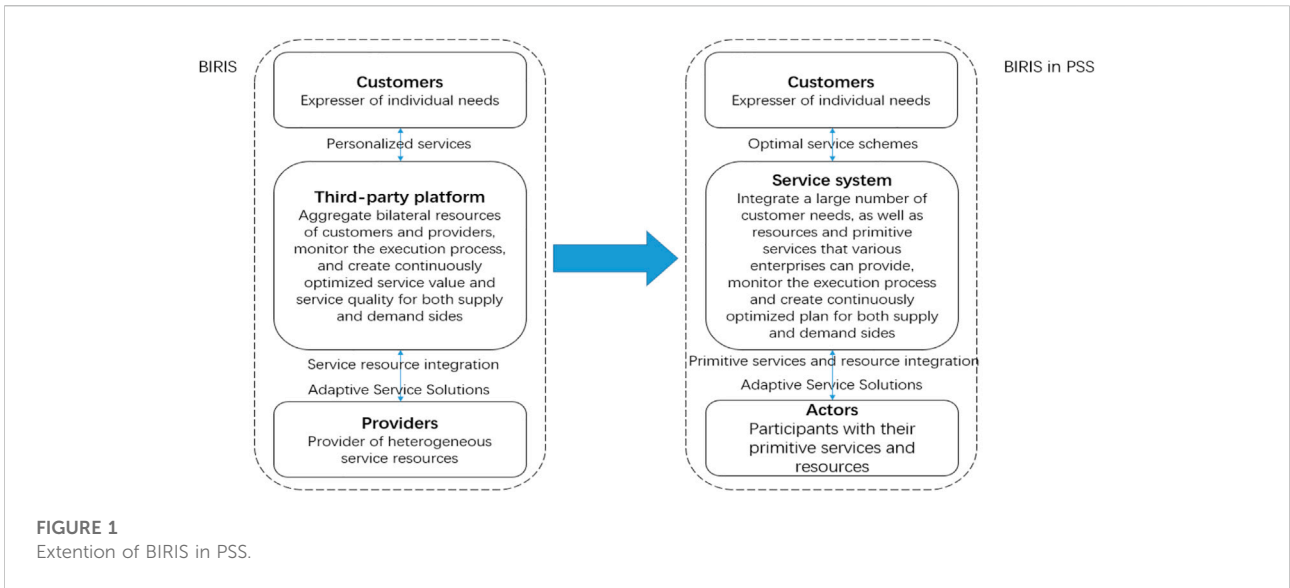 BIRIS
Customers
Expresser of individual needs
Personalized services
Third-party platform
Aggregate bilateral resources
of customers and providers,
monitor the execution process,
and create continuously
optimized service value and
service quality for both supply
and demand sides
Service resource integration
Adaptive Service Solutions
Providers
Provider of heterogeneous
service resources
BIRIS in PSS
Customers
Expresser of individual needs
Optimal service schemes
Service system
Integrate a large number of
customer needs, as well as
resources and primitive
services that various
enterprises can provide,
monitor the execution process
and create continuously
optimized plan for both supply
and demand sides
Primitive services and resource integration
Adaptive Service Solutions
Actors
Participants with their
primitive services and
resources
FIGURE 1
Extention of BIRIS in PSS.